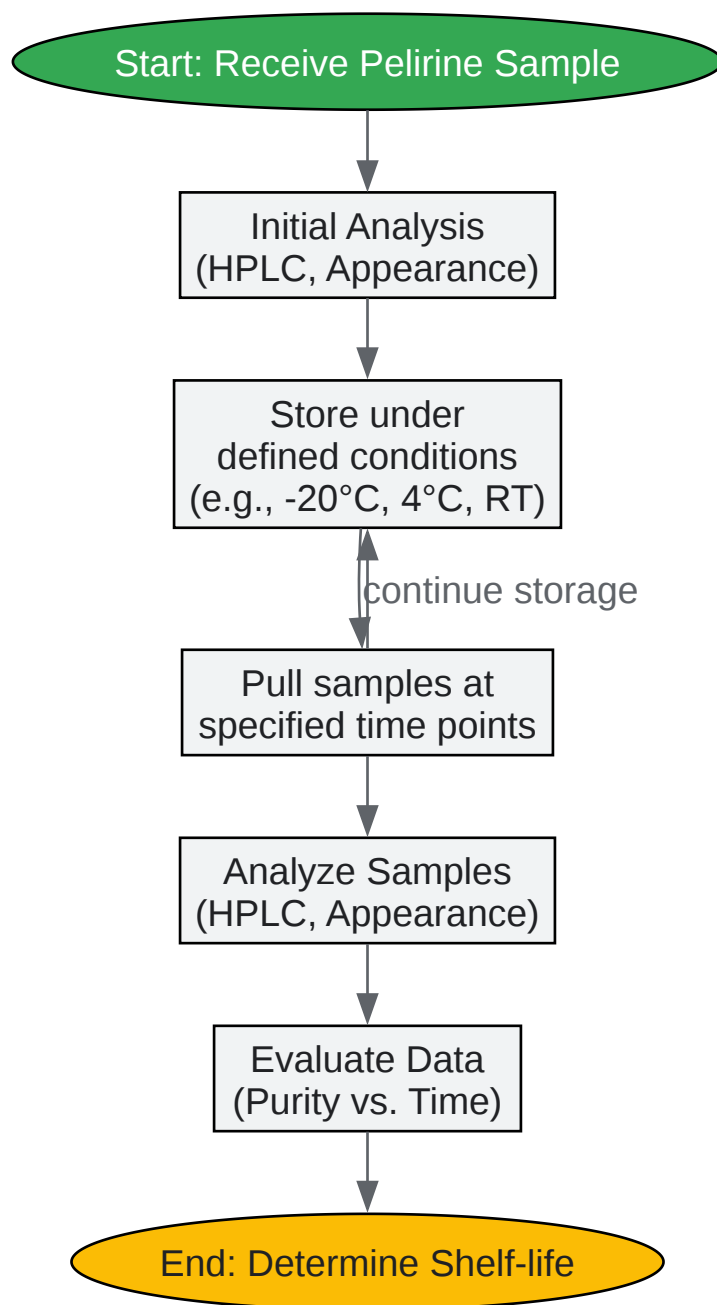 Start: Receive Pelirine Sample
Initial Analysis
(HPLC, Appearance)
Store under
defined conditions
(e.g., -20°C, 4°C, RT)
continue storage
Pull samples at
specified time points
Analyze Samples
(HPLC, Appearance)
Evaluate Data
(Purity vs. Time)
End: Determine Shelf-life